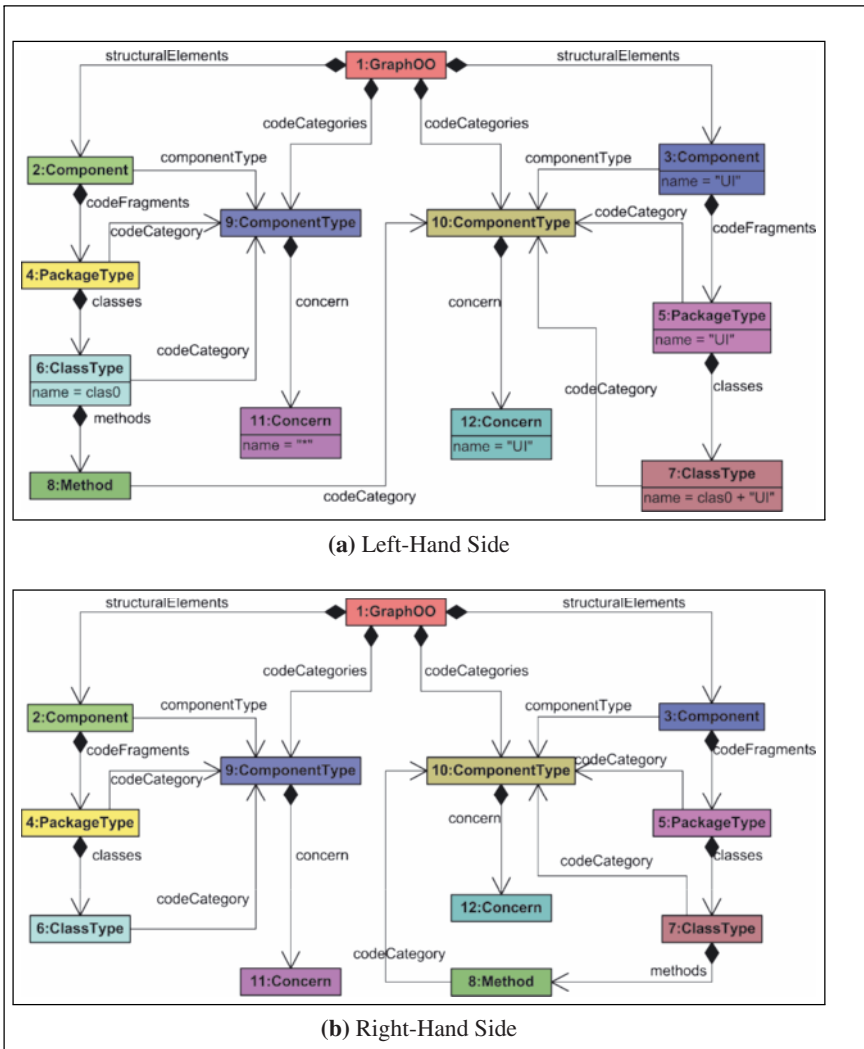 structuralElements
1:GraphOO
structuralElements
codeCategories
codeCategories
2:Component
componentType
componentType
3:Component
name = "UI"
codeFragments
codeCategory
9:ComponentType
10:ComponentType
codeCategory
codeFragments
4:PackageType
classes
concern
concern
5:PackageType
name = "UI"
6:ClassType
name = clas0
codeCategory
codeCategory
classes
methods
11:Concern
name = "*"
12:Concern
name = "UI"
8:Method
codeCategory
7:ClassType
name = clas0 + "UI"
(a) Left-Hand Side
structuralElements
1:GraphOO
structuralElements
codeCategories
codeCategories
2:Component
componentType
componentType
3:Component
codeFragments
codeCategory
9:ComponentType
10:ComponentType
codeCategory
codeFragments
4:PackageType
classes
concern
concern
5:PackageType
classes
codeCategory
codeCategory
6:ClassType
12:Concern
7:ClassType
codeCategory
methods
11:Concern
8:Method
(b) Right-Hand Side